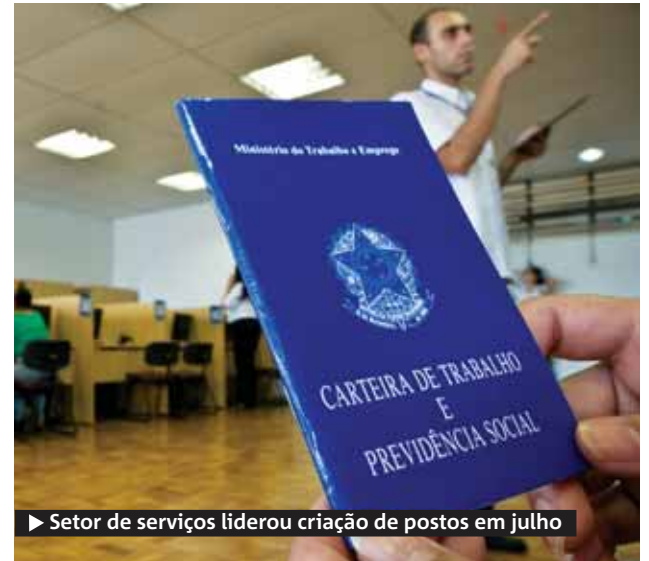 Ministério do Trabalho e Emprego
CARTEIRA DE TRABALHO
E
PREVIDÊNCIA SOCIAL
▶ Setor de serviços liderou criação de postos em julho